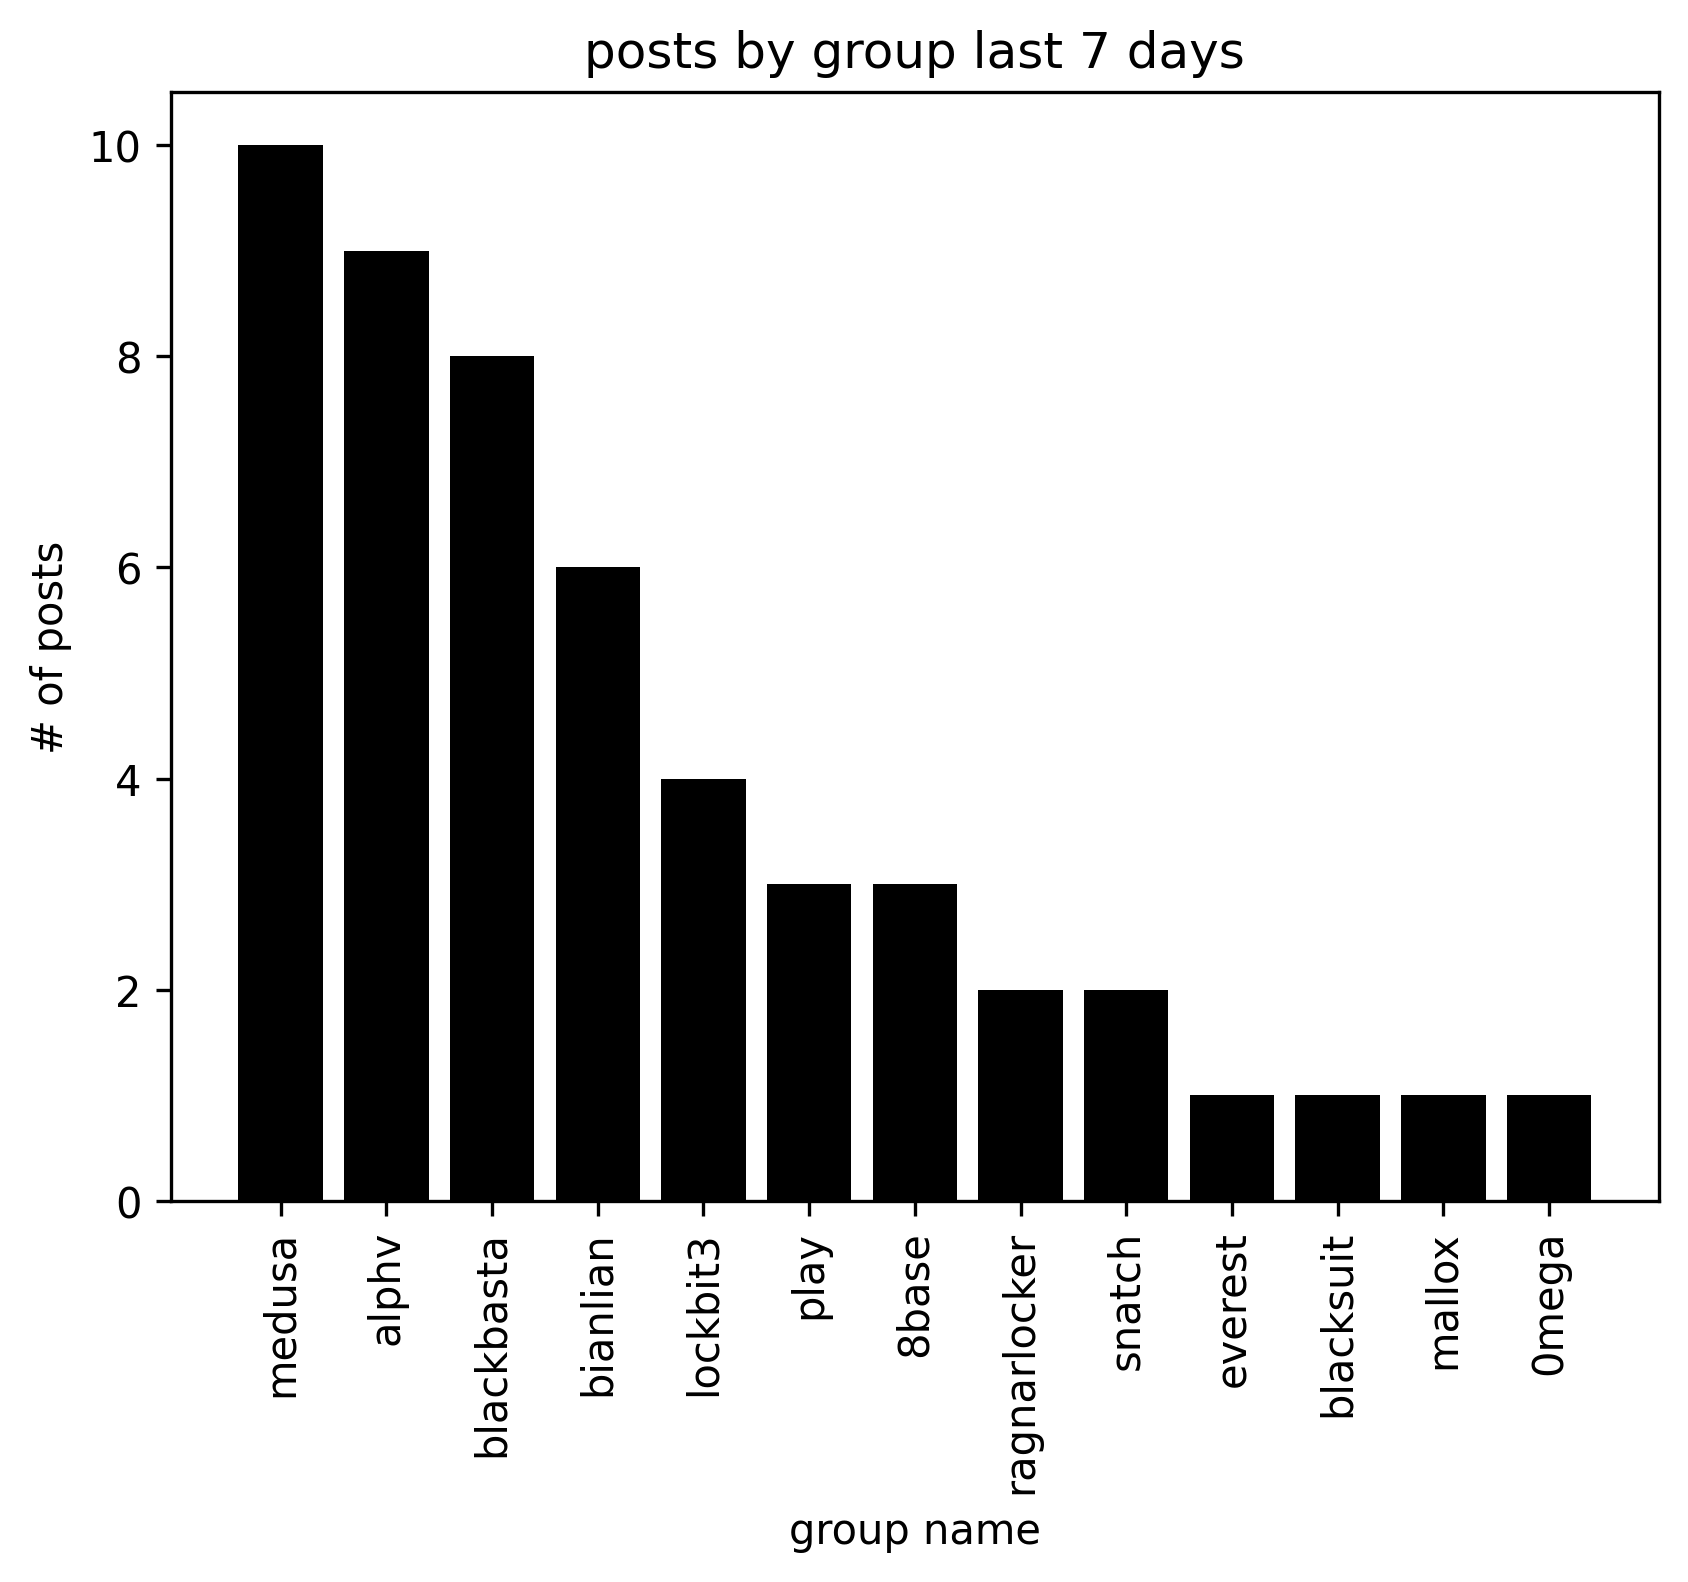 posts by group last 7 days
10
8
6
4
2
0
# of posts
medusa
alphv
blackbasta
bianlian
lockbit3
play
8base
ragnarlocker
snatch
everest
blacksuit
mallox
0mega
group name